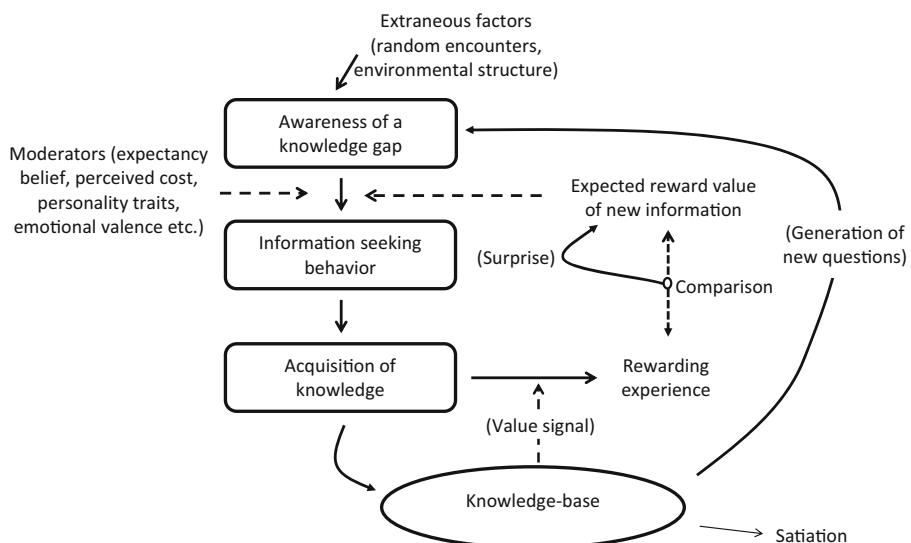 Extraneous factors
(random encounters,
environmental structure)
Awareness of a
knowledge gap
Moderators (expectancy
belief, perceived cost,
personality traits,
emotional valence etc.)
Expected reward value
of new information
(Generation of
new questions)
Information seeking
behavior
(Surprise)
Comparison
Acquisition of
knowledge
Rewarding
experience
(Value signal)
Knowledge-base
Satiation